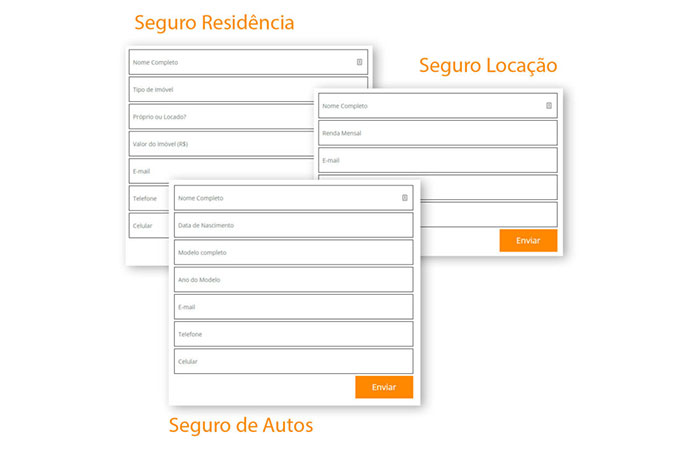 Seguro Residência
Nome Completo
Tipo de Imóvel
Próprio ou Locado?
Valor do Imóvel (R$)
E-mail
Telefone
Celular
Seguro Locação
Nome Completo
Renda Mensal
E-mail
Enviar
Nome Completo
Data de Nascimento
Modelo completo
Ano do Modelo
E-mail
Telefone
Celular
Enviar
Seguro de Autos